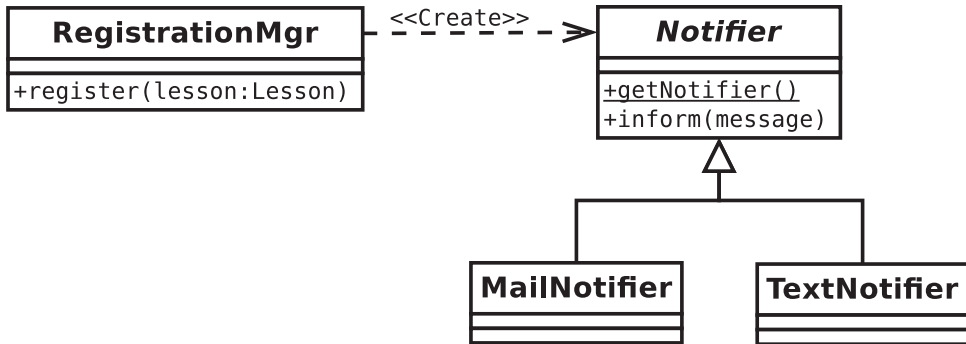 RegistrationMgr
+register(lesson:Lesson)
<<Create>>
Notifier
+getNotifier()
+inform(message)
MailNotifier
TextNotifier